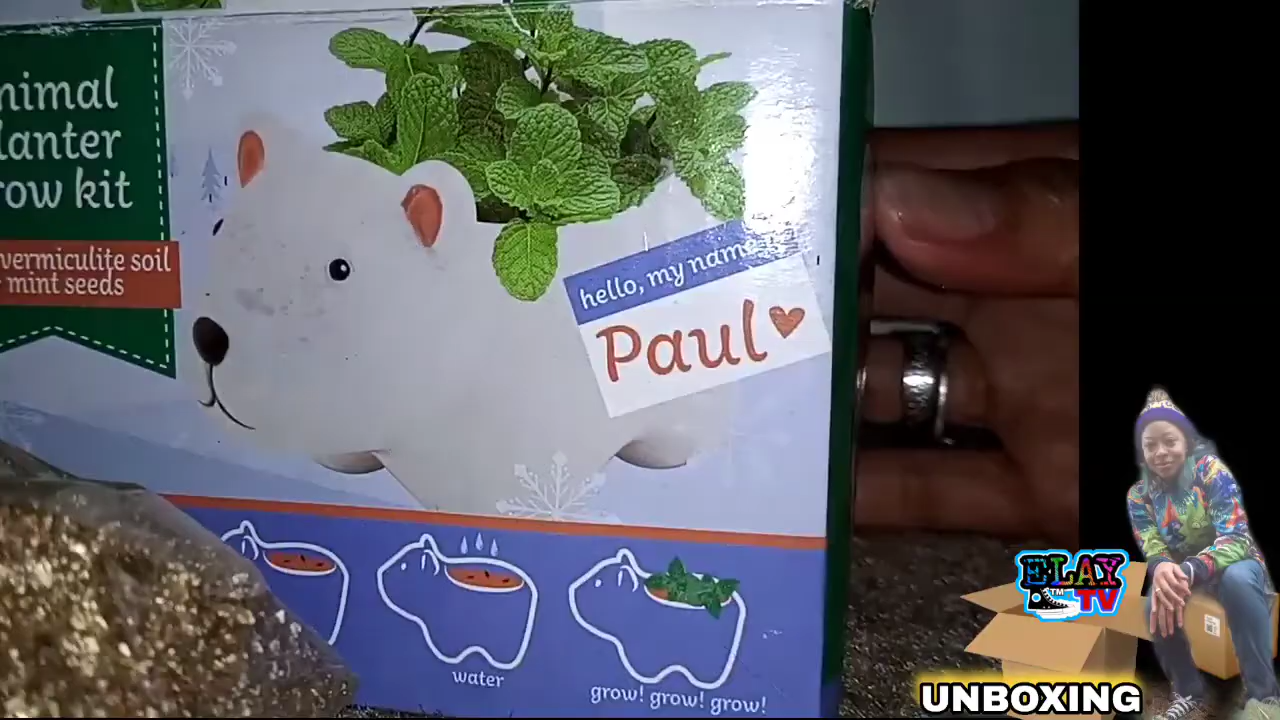 nimal
lanter
row kit
vermiculite soil
mint seeds
hello, my name
Paul
water
grow! grow! grow!
ELAY
TM
TV
UNBOXING